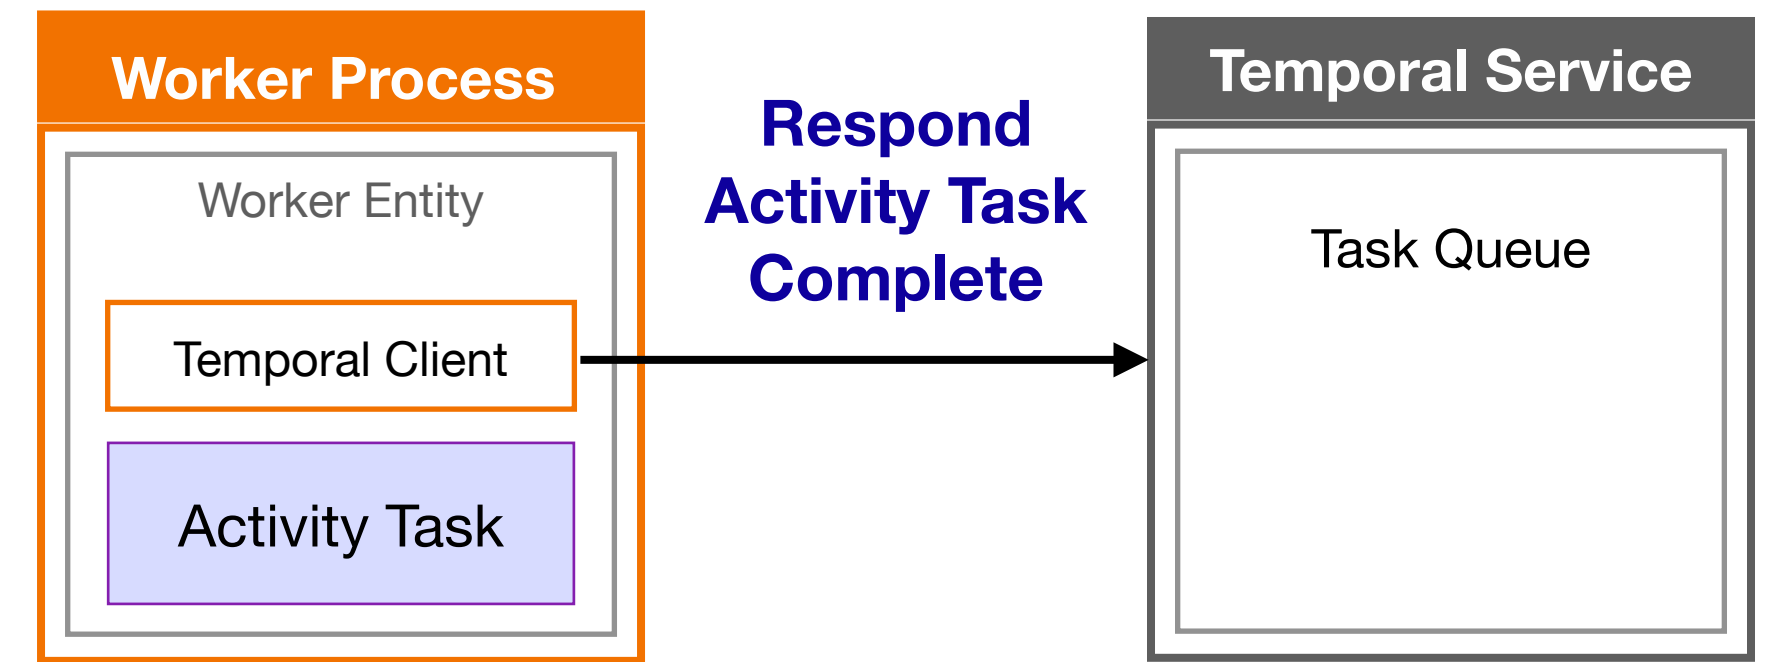 Worker Process
Worker Entity
Temporal Client
Activity Task
Respond
Activity Task
Complete
Temporal Service
Task Queue